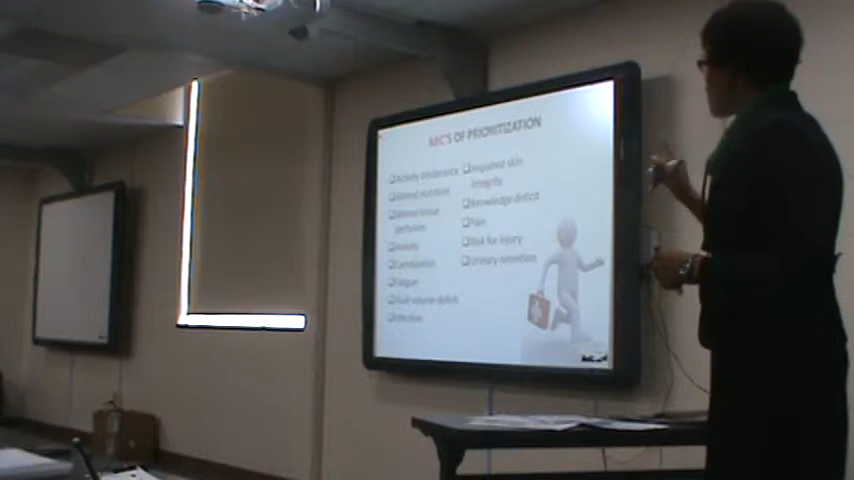 ABC'S OF PRIORITIZATION
❑Activity intolerance
❑Altered nutrition
❑Altered tissue
perfusion
❑Anxiety
❑Constipation
❑Fatigue
❑Fluid volume deficit
❑Infection
❑Impaired skin
integrity
❑Knowledge deficit
❑Pain
❑Risk for injury
❑Urinary retention